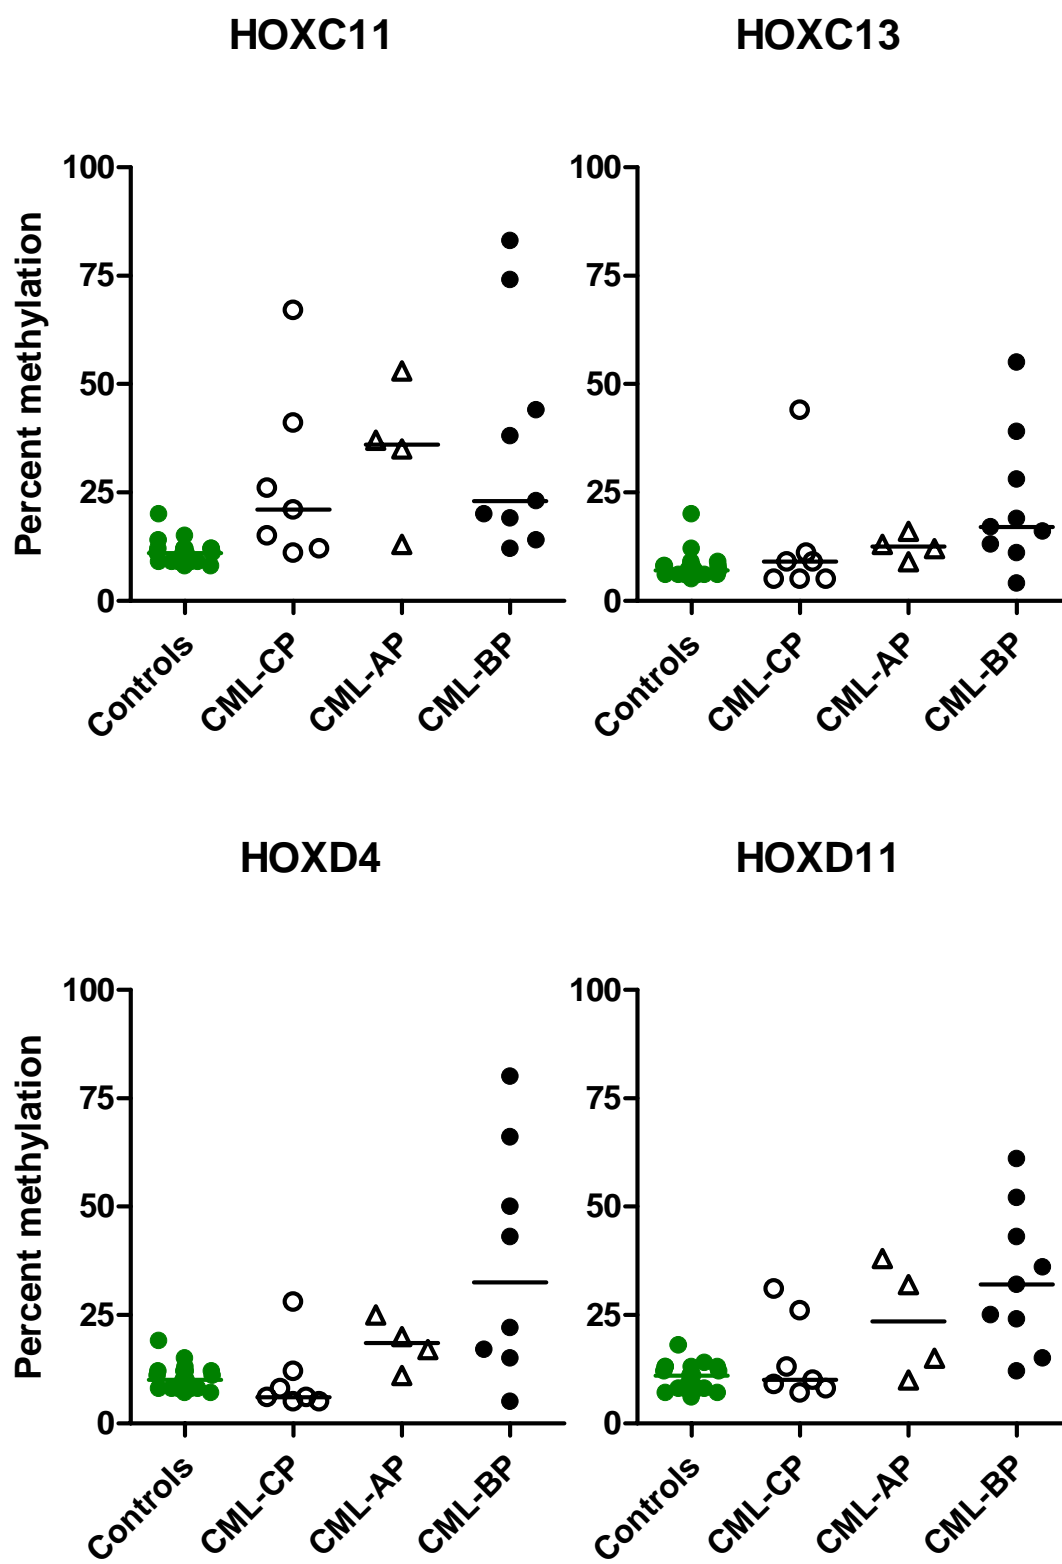 HOXC11
HOXC13
Percent methylation
100
75
50
25
0
Controls
CML-CP
CML-AP
CML-BP
100
75
50
25
0
Controls
CML-CP
CML-AP
CML-BP
HOXD4
HOXD11
Percent methylation
100
75
50
25
0
Controls
CML-CP
CML-AP
CML-BP
100
75
50
25
0
Controls
CML-CP
CML-AP
CML-BP